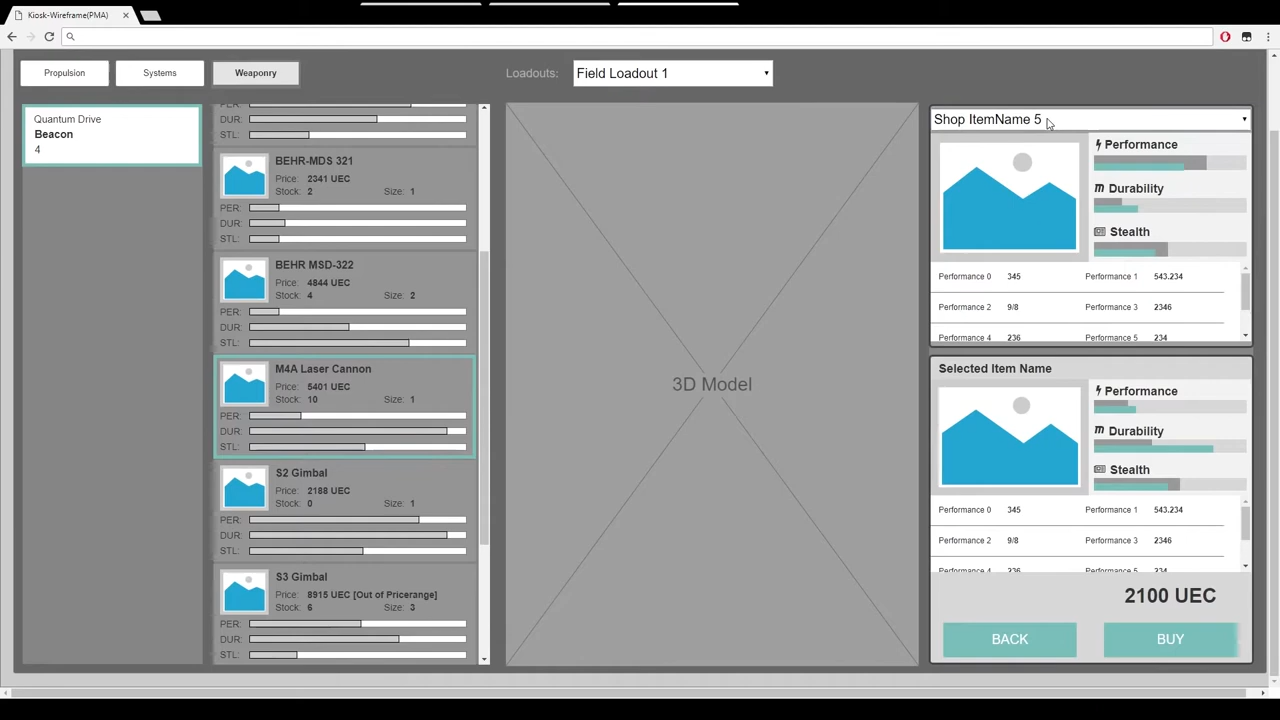 Kiosk-Wireframe(PMA)
Propulsion
Systems
Weaponry
Loadouts:
Field Loadout 1
Quantum Drive
Beacon
4
DUR:
STL:
BEHR-MDS 321
Price: 2341 UEC
Stock: 2 Size: 1
PER:
DUR:
STL:
BEHR MSD-322
Price: 4844 UEC
Stock: 4 Size: 2
PER:
DUR:
STL:
M4A Laser Cannon
Price: 5401 UEC
Stock: 10 Size: 1
PER:
DUR:
STL:
S2 Gimbal
Price: 2188 UEC
Stock: 0 Size: 1
PER:
DUR:
STL:
S3 Gimbal
Price: 8915 UEC [Out of Pricerange]
Stock: 6 Size: 3
PER:
DUR:
STL:
3D Model
Shop ItemName 5
Performance
Durability
Stealth
Performance 0 345 Performance 1 543.234
Performance 2 9/8 Performance 3 2346
Performance 4 236 Performance 5 234
Selected Item Name
Performance
Durability
Stealth
Performance 0 345 Performance 1 543.234
Performance 2 9/8 Performance 3 2346
Performance 4 236 Performance 5 234
2100 UEC
BACK
BUY